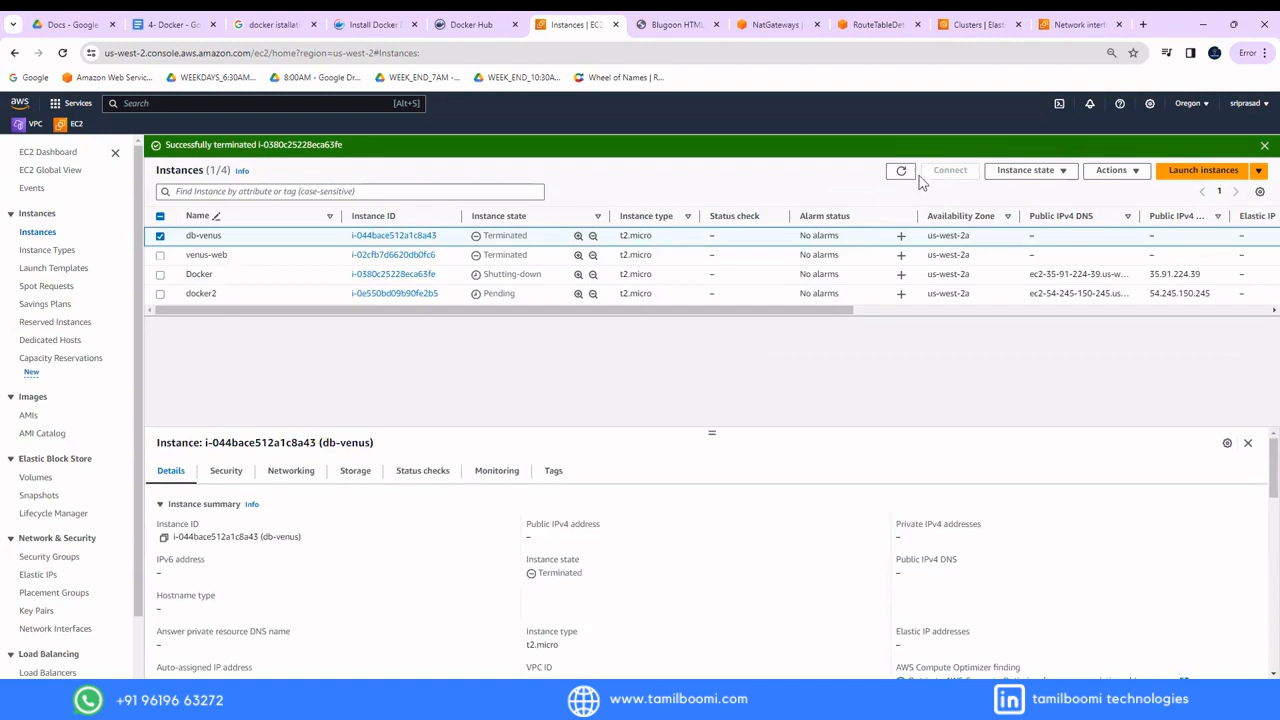 Docs - Google
4- Docker - Go
docker istallat
Install Docker
Docker Hub
Instances | EC2
Blugoon HTML
NatGateways
RouteTableDet
Clusters | Elast
Network interf
us-west-2.console.aws.amazon.com/ec2/home?region=us-west-2#Instances:
Error
Google
Amazon Web Servic...
WEEKDAYS_6:30AM...
8:00AM - Google Dr...
WEEK_END_7AM -...
WEEK_END_10:30A...
Wheel of Names | R...
aws
Services
Search
[Alt+S]
Oregon
sriprasad
VPC
EC2
EC2 Dashboard
EC2 Global View
Events
Instances
Instances
Instance Types
Launch Templates
Spot Requests
Savings Plans
Reserved Instances
Dedicated Hosts
Capacity Reservations
New
Images
AMIs
AMI Catalog
Elastic Block Store
Volumes
Snapshots
Lifecycle Manager
Network & Security
Security Groups
Elastic IPs
Placement Groups
Key Pairs
Network Interfaces
Load Balancing
Load Balancers
Successfully terminated i-0380c25228eca63fe
Instances (1/4) Info
Connect
Instance state
Actions
Launch instances
Find Instance by attribute or tag (case-sensitive)
1
Name Instance ID Instance state Instance type Status check Alarm status Availability Zone Public IPv4 DNS Public IPv4 ... Elastic IP
db-venus i-044bace512a1c8a43 Terminated t2.micro – No alarms + us-west-2a – – –
venus-web i-02cfb7d6620db0fc6 Terminated t2.micro – No alarms + us-west-2a – – –
Docker i-0380c25228eca63fe Shutting-down t2.micro – No alarms + us-west-2a ec2-35-91-224-39.us-w... 35.91.224.39 –
docker2 i-0e550bd09b90fe2b5 Pending t2.micro – No alarms + us-west-2a ec2-54-245-150-245.us... 54.245.150.245 –
Instance: i-044bace512a1c8a43 (db-venus)
Details Security Networking Storage Status checks Monitoring Tags
Instance summary Info
Instance ID
i-044bace512a1c8a43 (db-venus)
Public IPv4 address
–
Private IPv4 addresses
–
IPv6 address
–
Instance state
Terminated
Public IPv4 DNS
–
Hostname type
–
Answer private resource DNS name
–
Instance type
t2.micro
Elastic IP addresses
–
Auto-assigned IP address
VPC ID
AWS Compute Optimizer finding
+91 96196 63272
www.tamilboomi.com
in
tamilboomi technologies